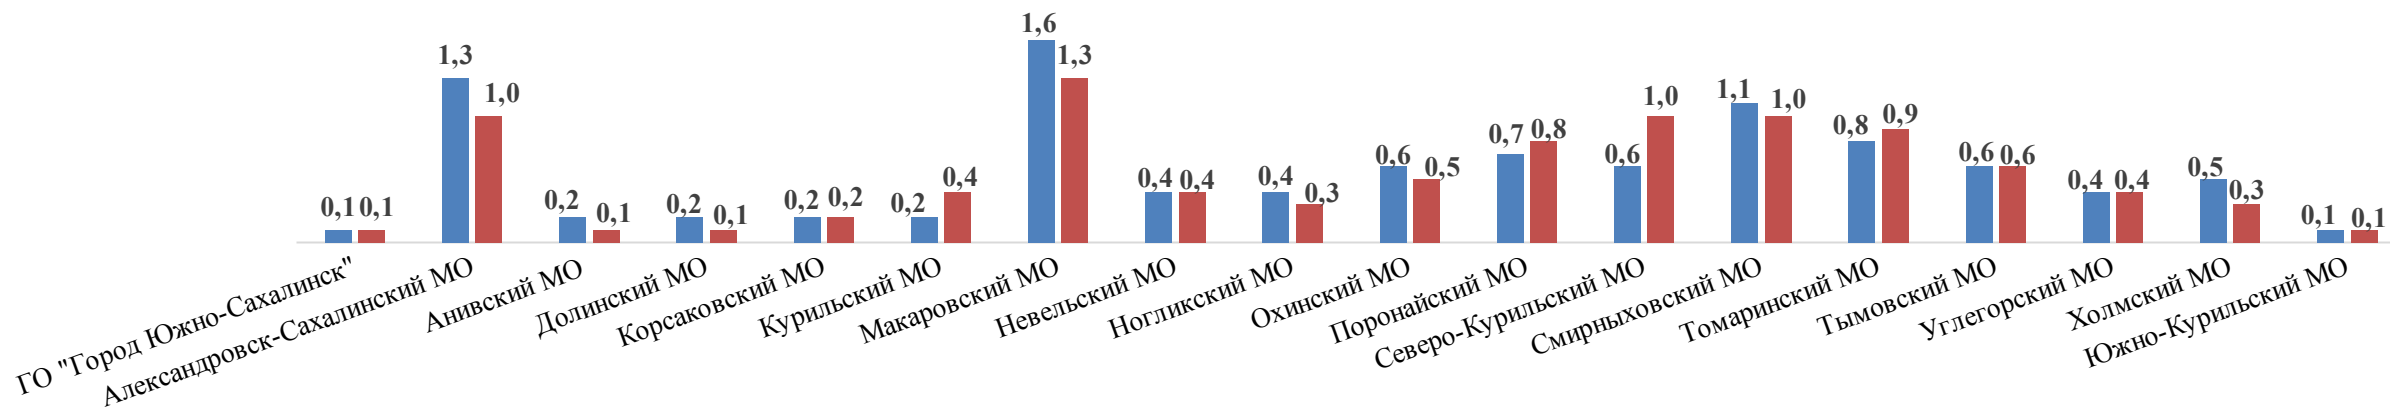 0,1 0,1
1,3 1,0
0,2 0,1
0,2 0,1
0,2 0,2
0,2 0,4
1,6 1,3
0,4 0,4
0,4 0,3
0,6 0,5
0,7 0,8
0,6 1,0
1,1 1,0
0,8 0,9
0,6 0,6
0,4 0,4
0,5 0,3
0,1 0,1
ГО "Город Южно-Сахалинск"
Александровск-Сахалинский МО
Анивский МО
Долинский МО
Корсаковский МО
Курильский МО
Макаровский МО
Невельский МО
Ногликский МО
Охинский МО
Поронайский МО
Северо-Курильский МО
Смирныховский МО
Томаринский МО
Тымовский МО
Углегорский МО
Холмский МО
Южно-Курильский МО